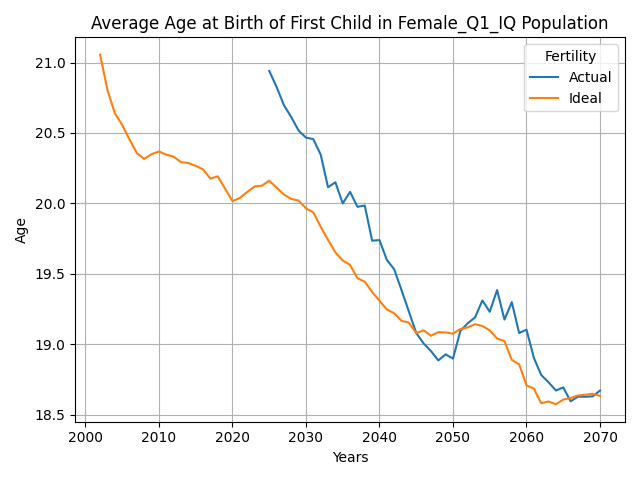 Average Age at Birth of First Child in Female_Q1_IQ Population
Fertility
Actual
Ideal
21.0
20.5
20.0
19.5
19.0
18.5
Age
2000 2010 2020 2030 2040 2050 2060 2070
Years